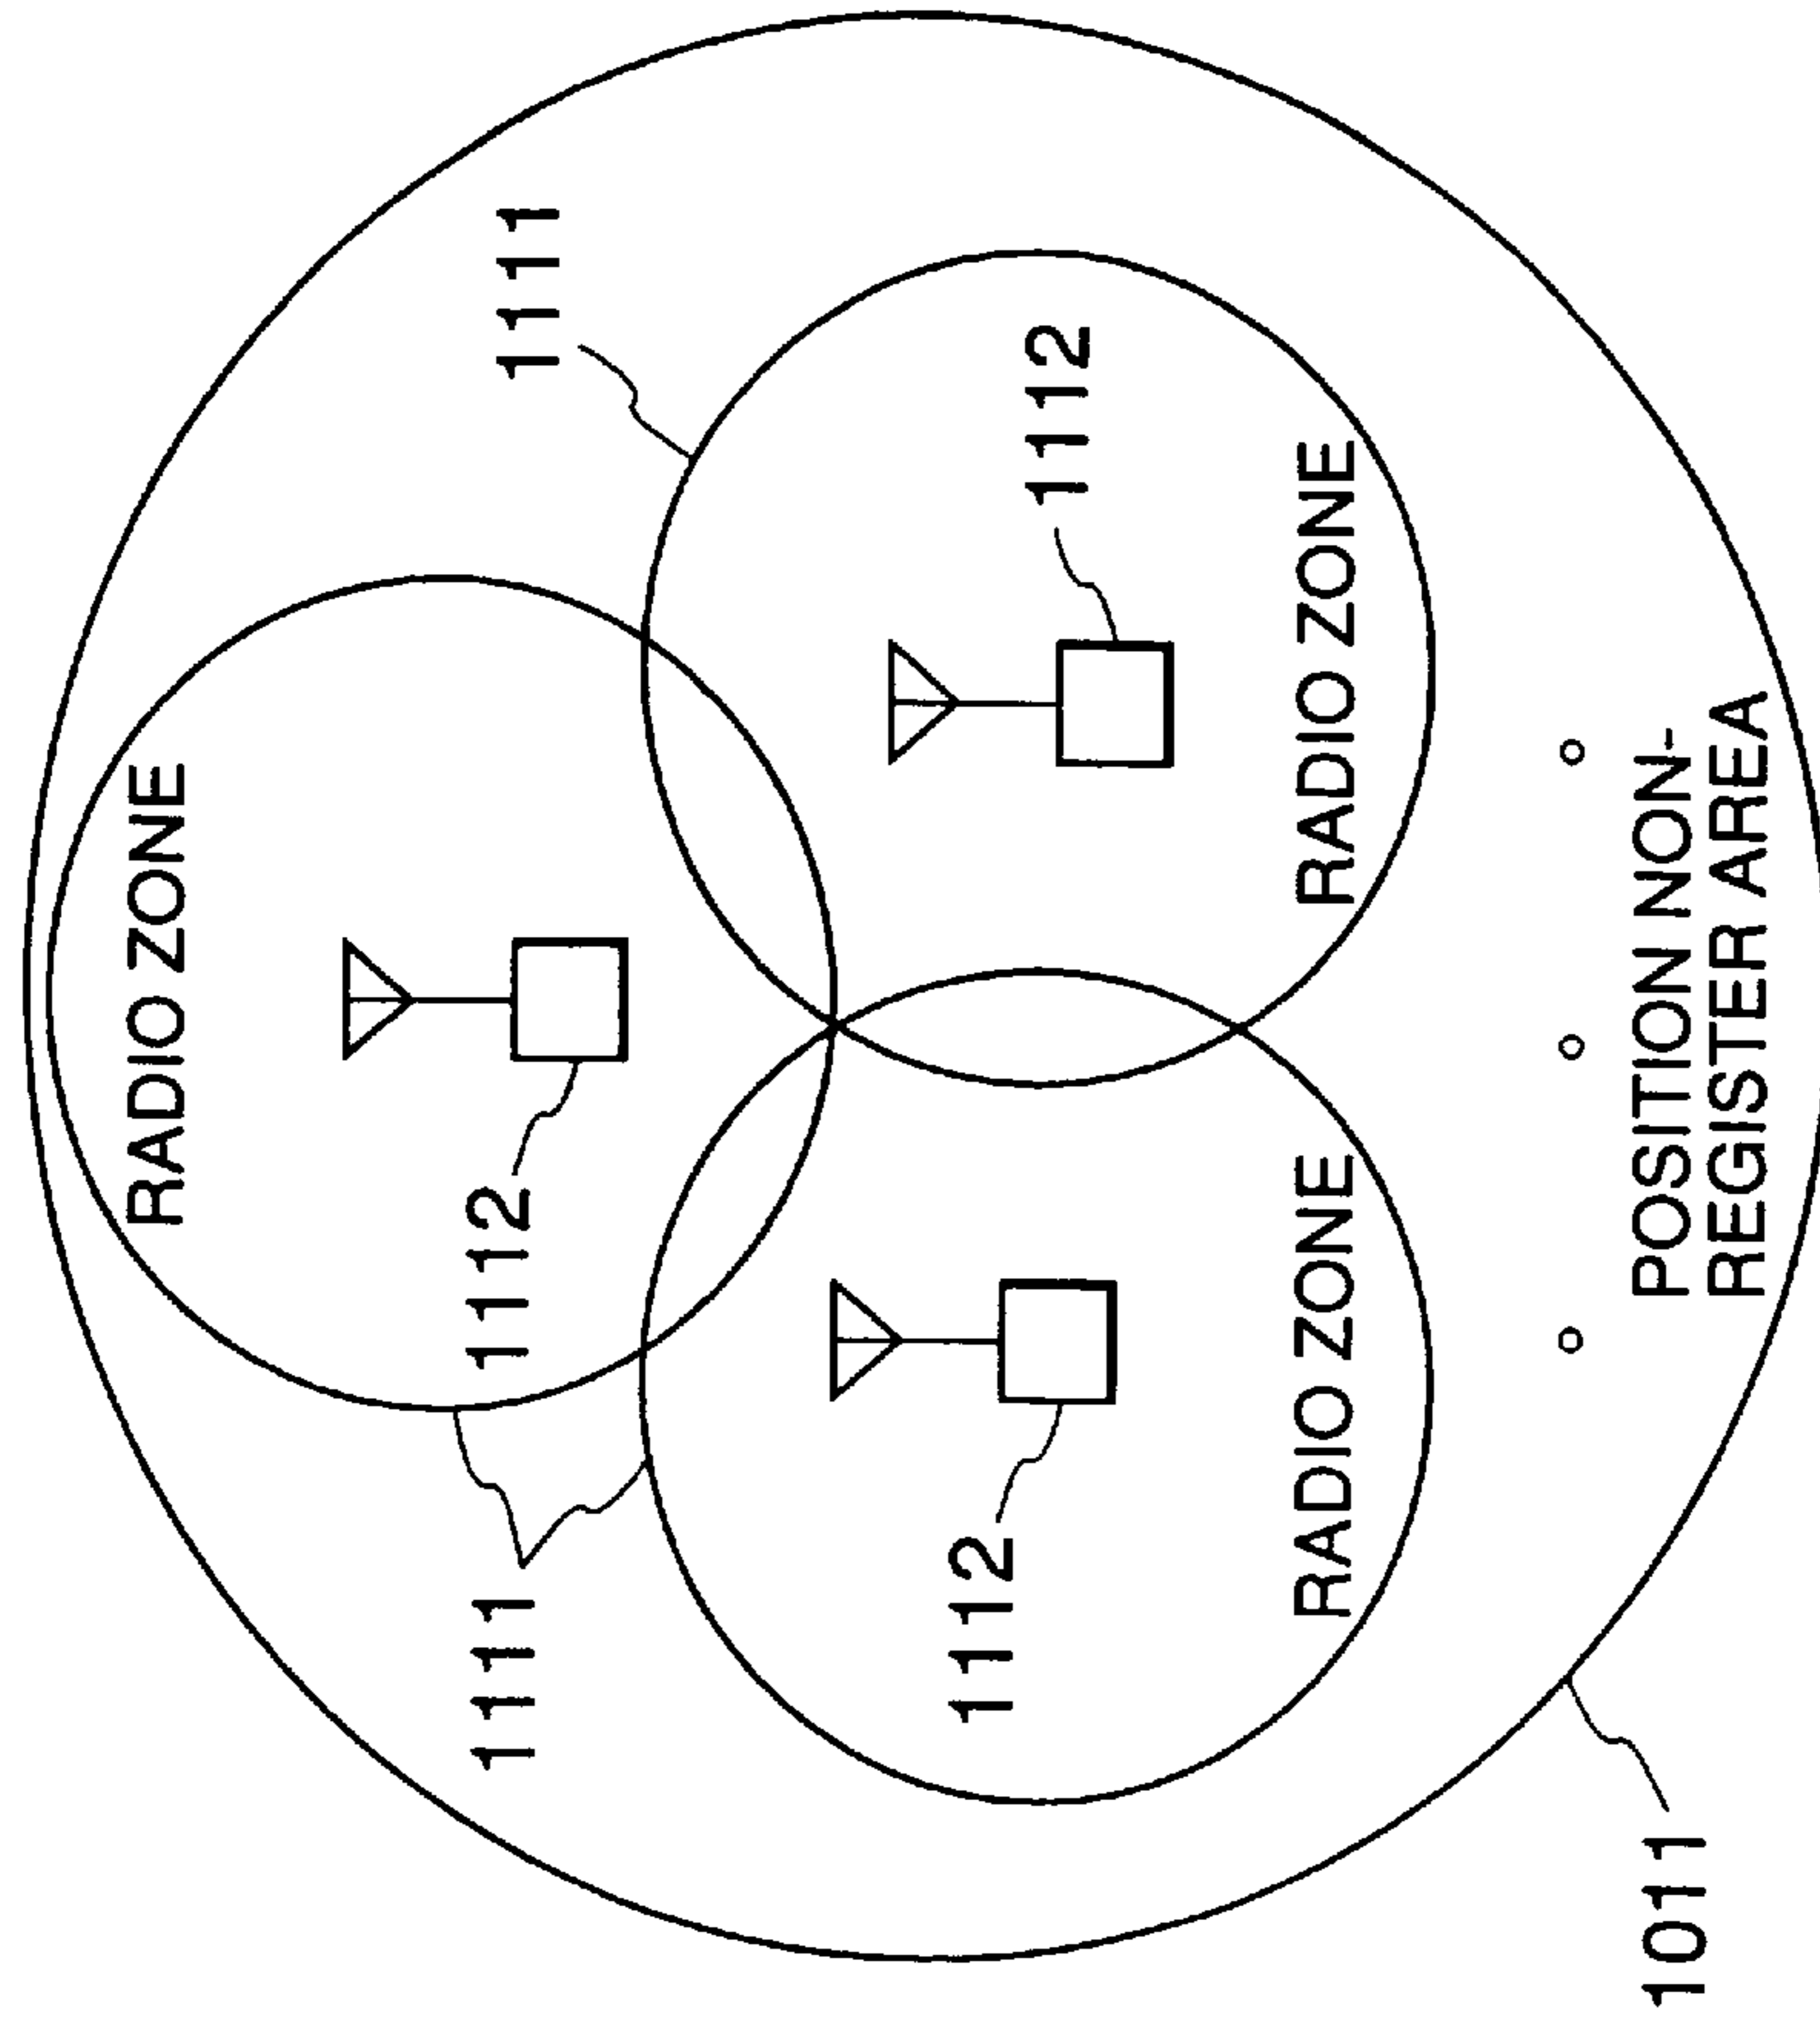 RADIO ZONE
1112
1111
1111
1112
1112
RADIO ZONE
RADIO ZONE
POSITION NON-
REGISTER AREA
1011